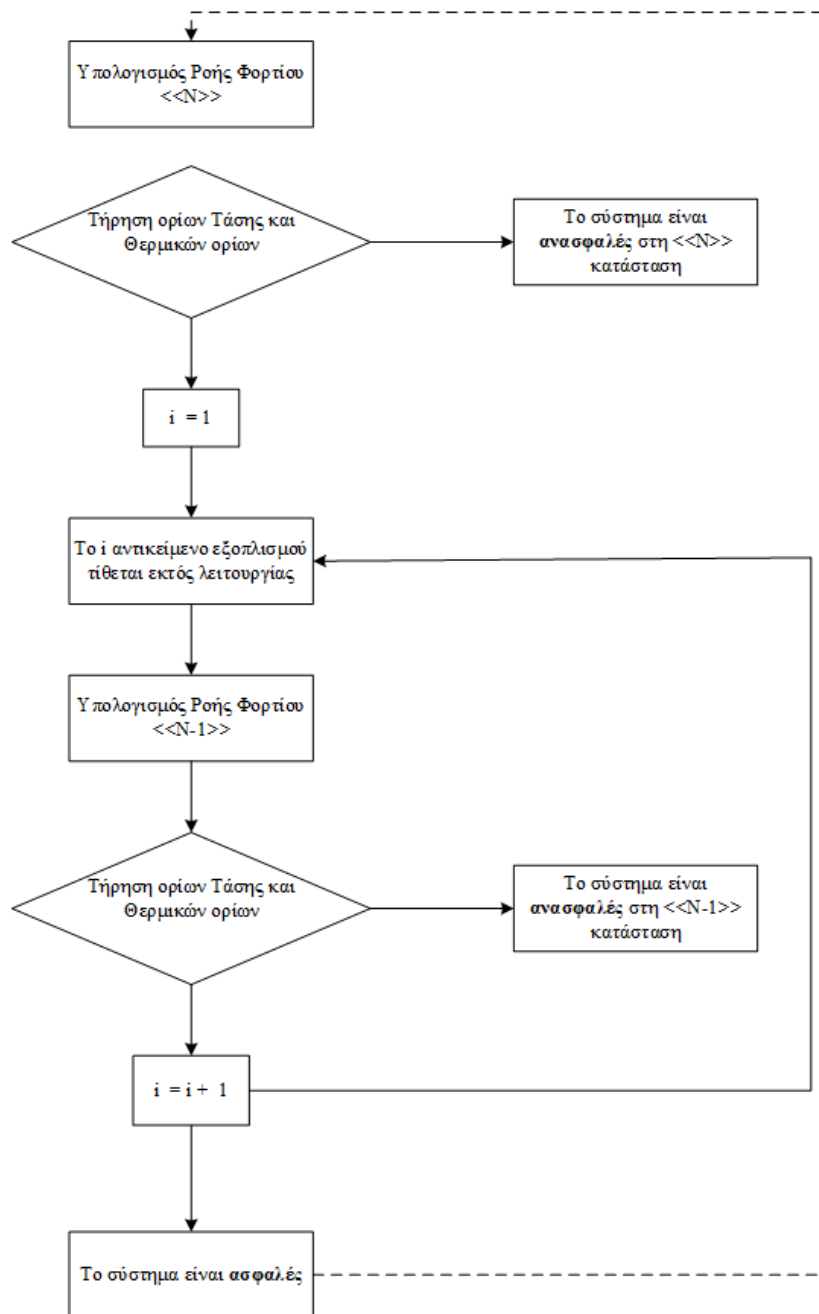 Υπολογισμός Ροής Φορτίου
<<Ν>>
Τήρηση ορίων Τάσης και
Θερμικών ορίων
Το σύστημα είναι
ανασφαλές στη <<Ν>>
κατάσταση
i = 1
Το i αντικείμενο εξοπλισμού
τίθεται εκτός λειτουργίας
Υπολογισμός Ροής Φορτίου
<<Ν-1>>
Τήρηση ορίων Τάσης και
Θερμικών ορίων
Το σύστημα είναι
ανασφαλές στη <<Ν-1>>
κατάσταση
i = i + 1
Το σύστημα είναι ασφαλές